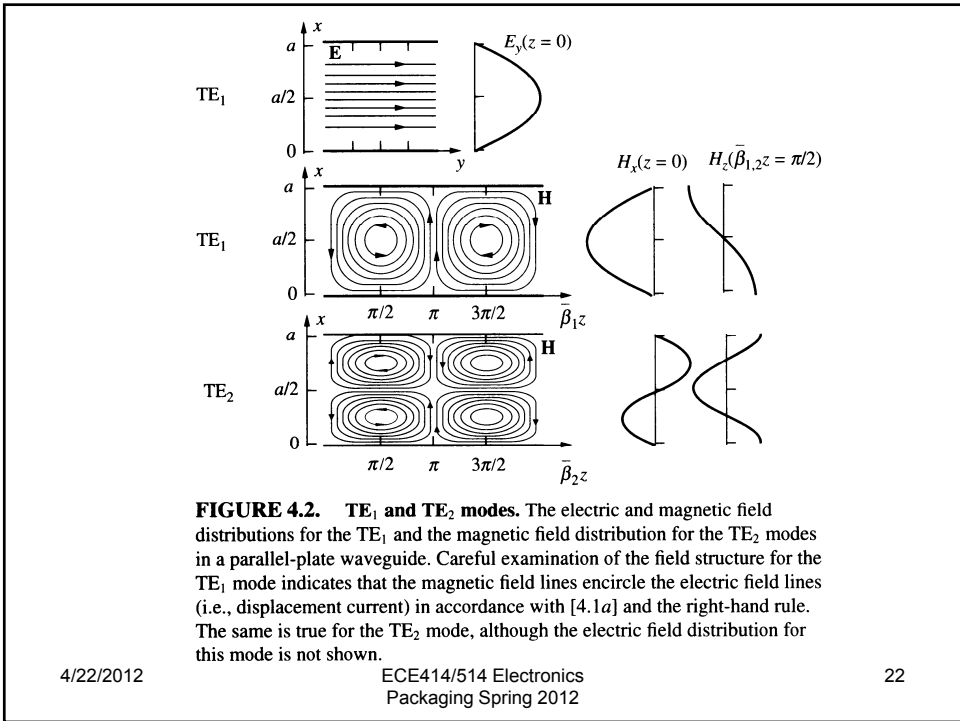 x
a
E
E_y(z = 0)
TE₁
a/2
0
y
H_x(z = 0) H_z(β̄₁,₂z = π/2)
x
a
H
TE₁
a/2
0
π/2 π 3π/2
β̄₁z
x
a
H
TE₂
a/2
0
π/2 π 3π/2
β̄₂z
FIGURE 4.2. TE₁ and TE₂ modes. The electric and magnetic field
distributions for the TE₁ and the magnetic field distribution for the TE₂ modes
in a parallel-plate waveguide. Careful examination of the field structure for the
TE₁ mode indicates that the magnetic field lines encircle the electric field lines
(i.e., displacement current) in accordance with [4.1a] and the right-hand rule.
The same is true for the TE₂ mode, although the electric field distribution for
this mode is not shown.
4/22/2012
ECE414/514 Electronics
Packaging Spring 2012
22